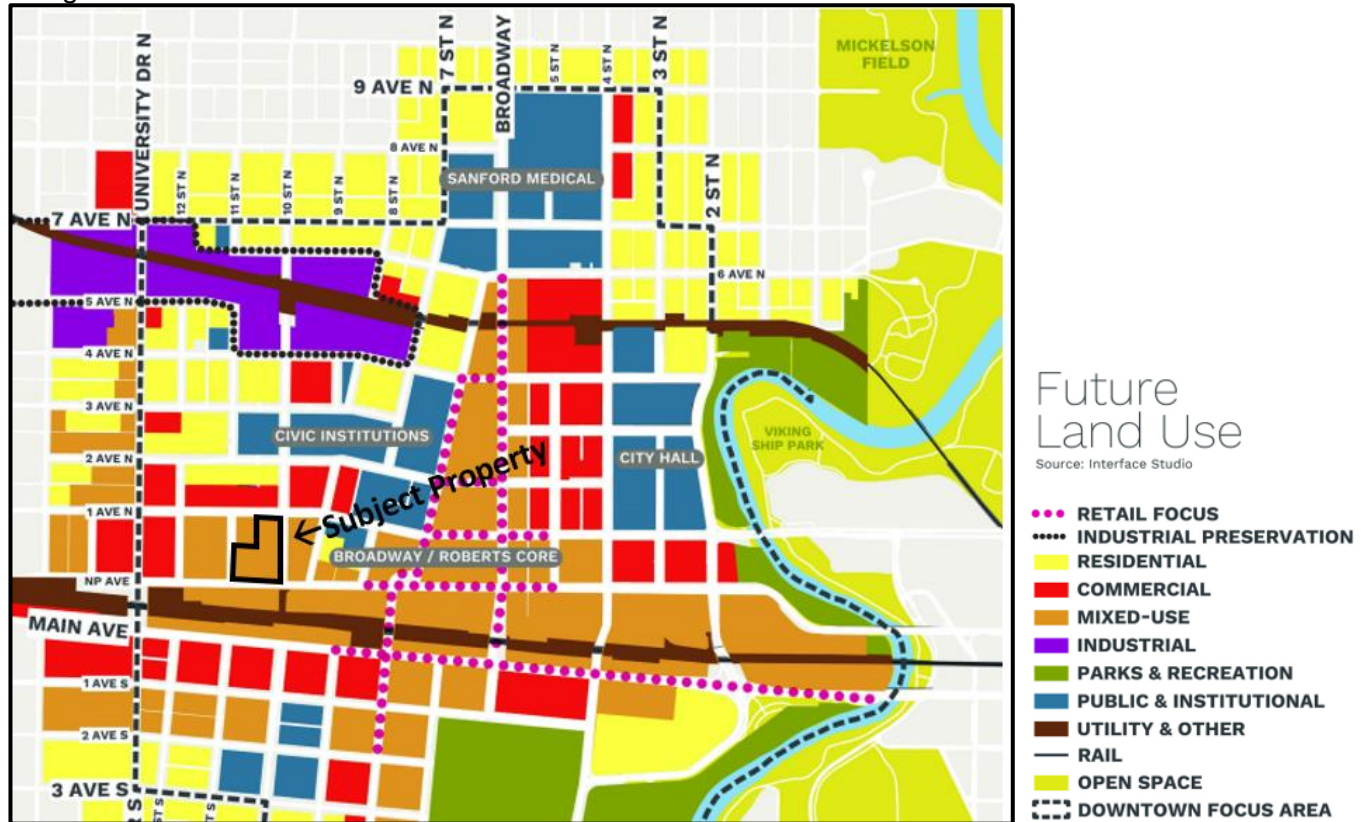 9 AVE N
7 ST N
BROADWAY
5 ST N
4 ST N
3 ST N
MICKELSON
FIELD
UNIVERSITY DR N
8 AVE N
SANFORD MEDICAL
2 ST N
12 ST N
11 ST N
10 ST N
9 ST N
8 ST N
7 AVE N
6 AVE N
5 AVE N
4 AVE N
3 AVE N
CIVIC INSTITUTIONS
VIKING
SHIP PARK
2 AVE N
CITY HALL
1 AVE N
←Subject Property
BROADWAY / ROBERTS CORE
NP AVE
MAIN AVE
1 AVE S
2 AVE S
3 AVE S
Future
Land Use
Source: Interface Studio
RETAIL FOCUS
INDUSTRIAL PRESERVATION
RESIDENTIAL
COMMERCIAL
MIXED-USE
INDUSTRIAL
PARKS & RECREATION
PUBLIC & INSTITUTIONAL
UTILITY & OTHER
RAIL
OPEN SPACE
DOWNTOWN FOCUS AREA